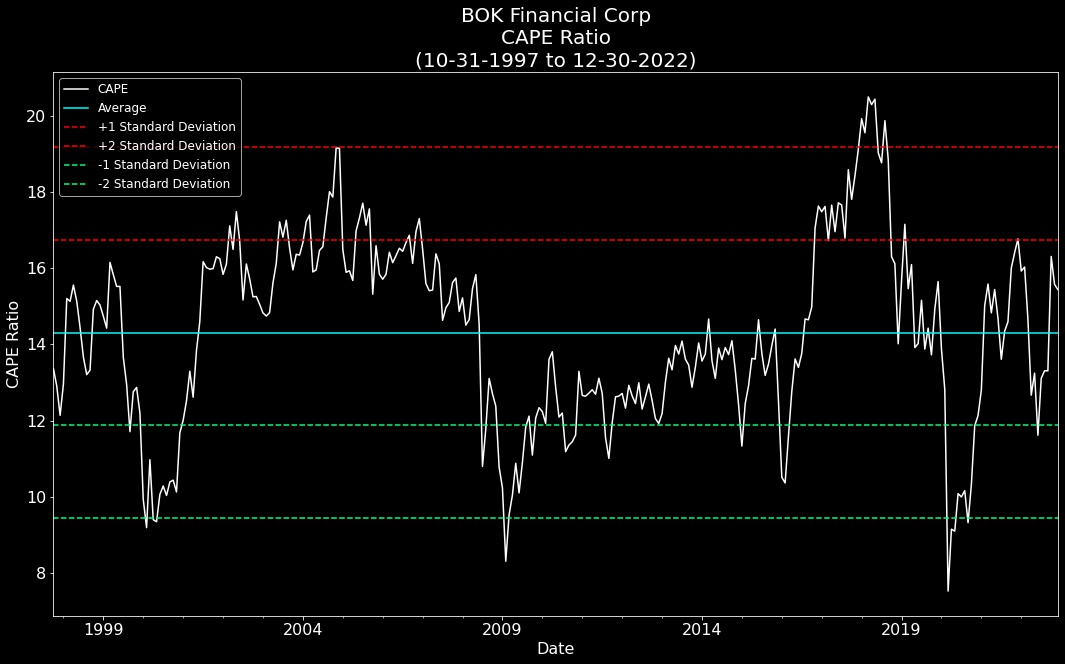 BOK Financial Corp
CAPE Ratio
(10-31-1997 to 12-30-2022)
CAPE
Average
+1 Standard Deviation
+2 Standard Deviation
-1 Standard Deviation
-2 Standard Deviation
CAPE Ratio
20
18
16
14
12
10
8
1999 2004 2009 2014 2019
Date